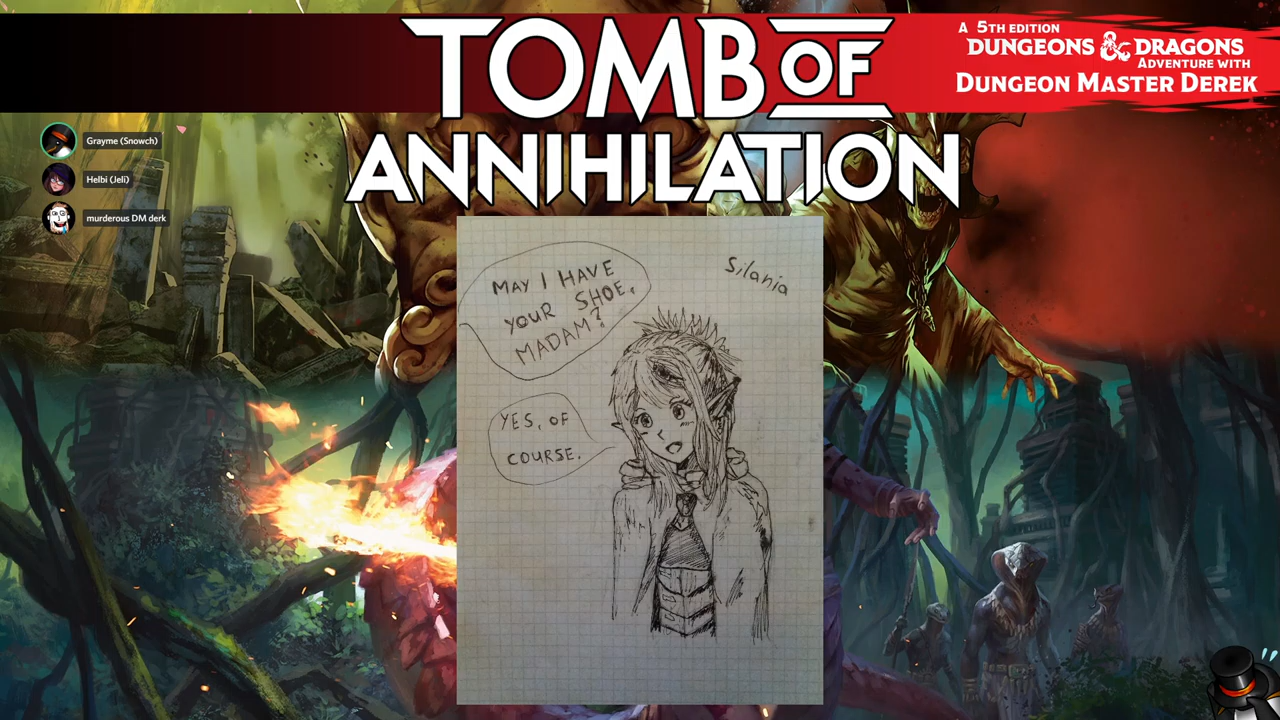 TOMB OF
ANNIHILATION
A 5TH EDITION
DUNGEONS & DRAGONS
ADVENTURE WITH
DUNGEON MASTER DEREK
Grayme (Snowch)
Helbi (Jeli)
murderous DM derk
Silania
MAY I HAVE
YOUR SHOE,
MADAM?
YES, OF
COURSE.